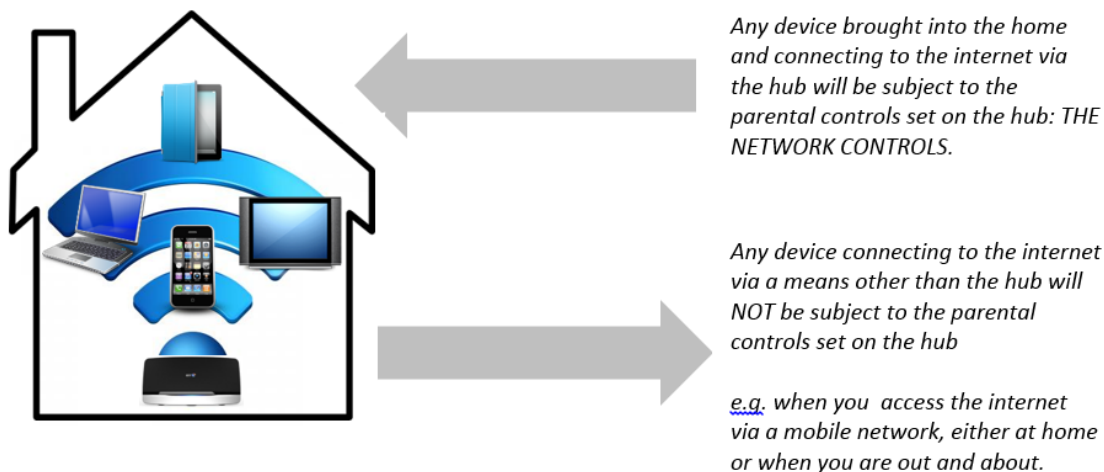 Any device brought into the home
and connecting to the internet via
the hub will be subject to the
parental controls set on the hub: THE
NETWORK CONTROLS.
Any device connecting to the internet
via a means other than the hub will
NOT be subject to the parental
controls set on the hub
e.g. when you  access the internet
via a mobile network, either at home
or when you are out and about.